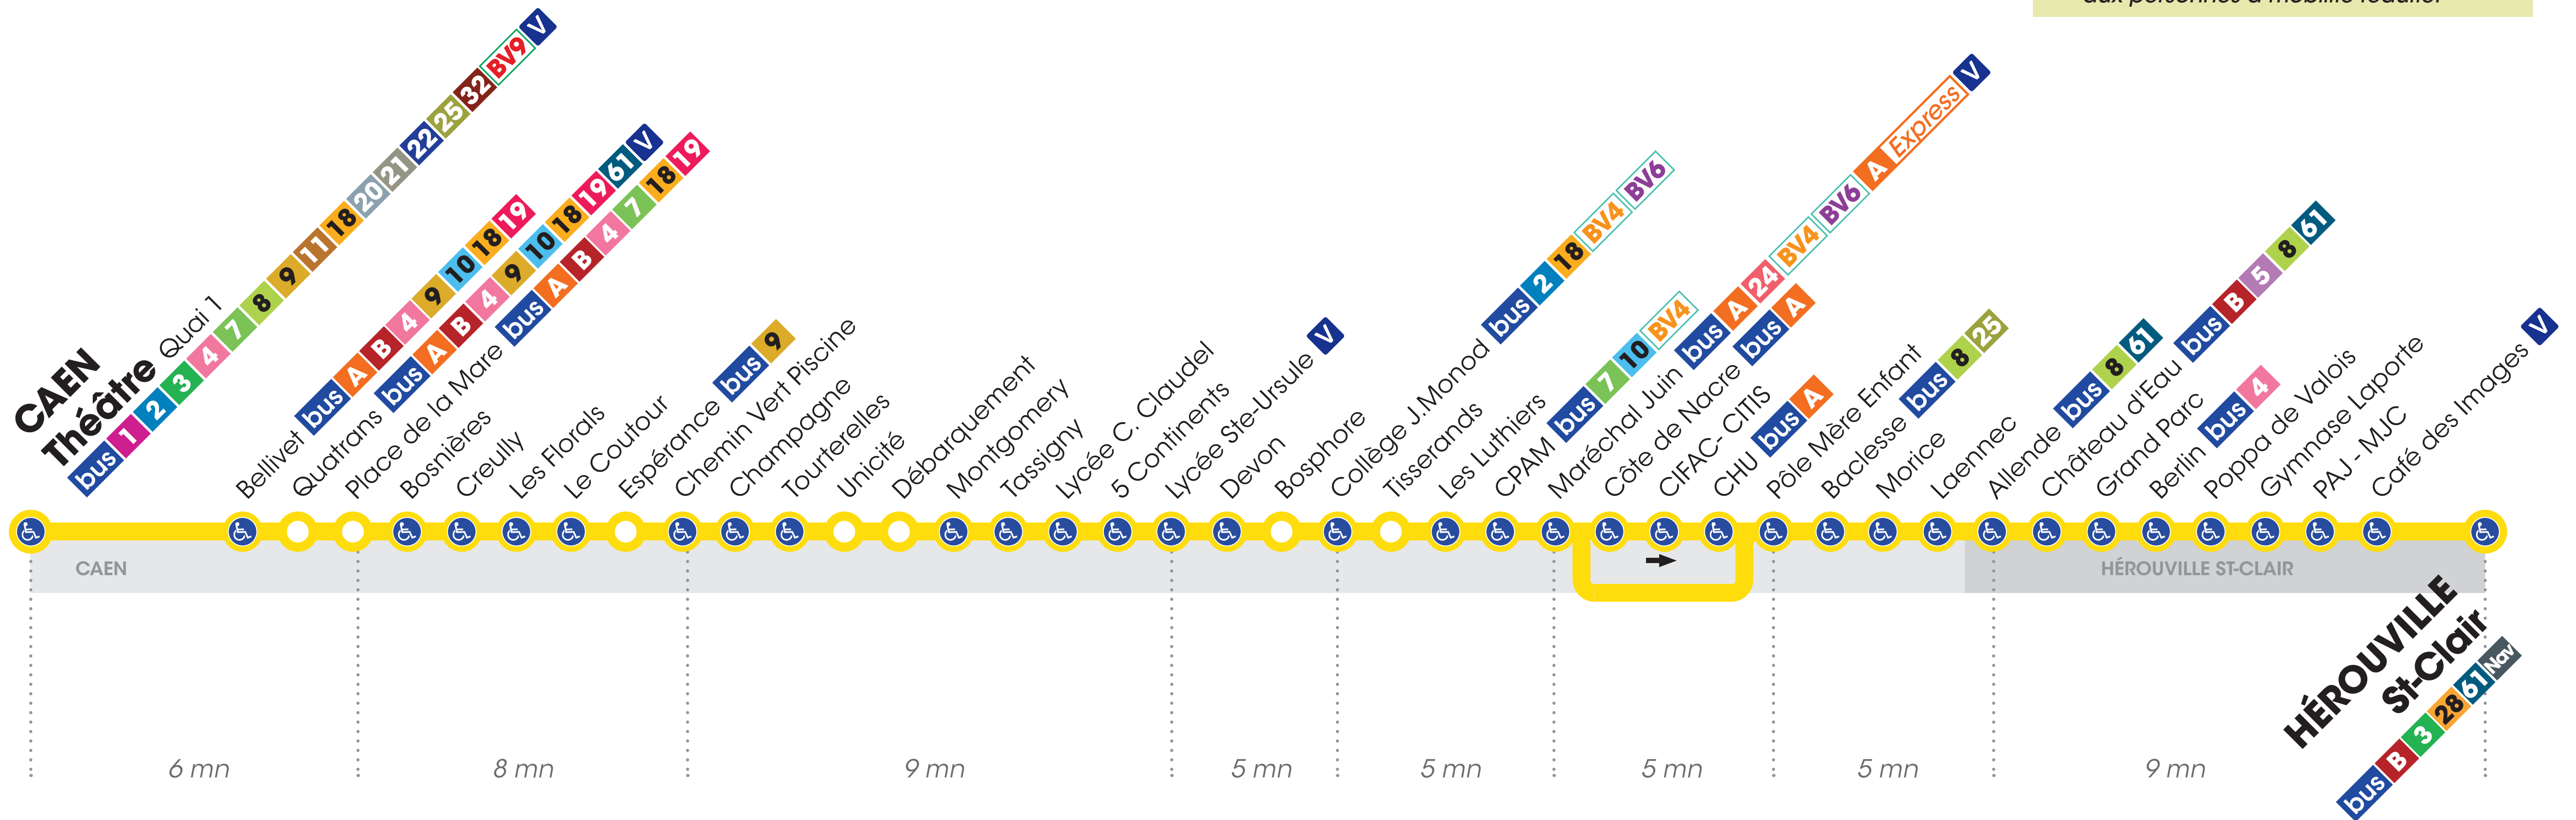 aux personnes à mobilité réduite.
CAEN
Théâtre Quai 1
bus 1 2 3 4 7 8 9 11 18 20 21 22 25 32 BV9 V
Bellivet bus A B 4 9 10 18 19
Quatrans bus A B 4 9 10 18 19 61 V
Place de la Mare bus A B 4 7 18 19
Bosnières
Creully
Les Florals
Le Coutour
Espérance bus 9
Chemin Vert Piscine
Champagne
Tourterelles
Unicité
Débarquement
Montgomery
Tassigny
Lycée C. Claudel
5 Continents
Lycée Ste-Ursule V
Devon
Bosphore
Collège J.Monod bus 2 18 BV4 BV6
Tisserands
Les Luthiers
CPAM bus 7 10 BV4
Maréchal Juin bus A 24 BV4 BV6 A Express V
Côte de Nacre bus A
CIFAC- CITIS
CHU bus A
Pôle Mère Enfant
Baclesse bus 8 25
Morice
Laennec
Allende bus 8 61
Château d'Eau bus B 5 8 61
Grand Parc
Berlin bus 4
Poppa de Valois
Gymnase Laporte
PAJ - MJC
Café des Images V
CAEN
HÉROUVILLE ST-CLAIR
HÉROUVILLE
St-Clair
bus B 3 28 61 Nav
6 mn
8 mn
9 mn
5 mn
5 mn
5 mn
5 mn
9 mn